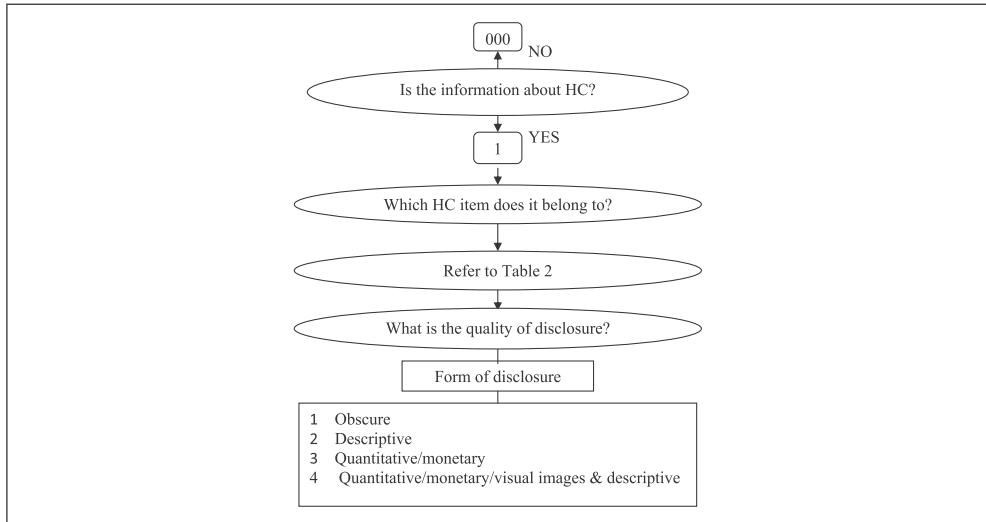 000
NO
Is the information about HC?
YES
1
Which HC item does it belong to?
Refer to Table 2
What is the quality of disclosure?
Form of disclosure
1 Obscure
2 Descriptive
3 Quantitative/monetary
4 Quantitative/monetary/visual images & descriptive